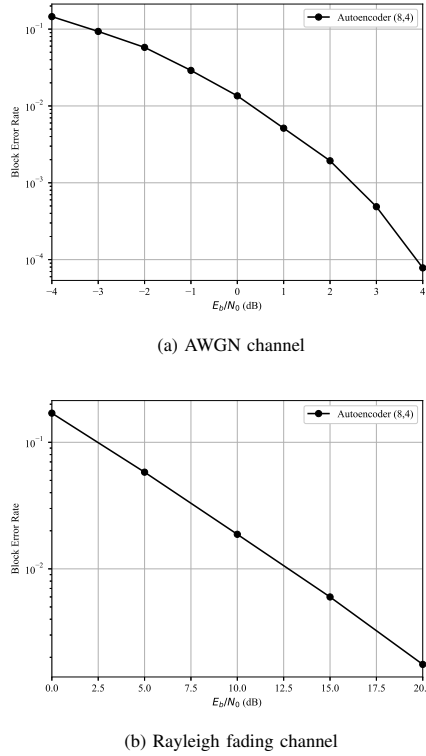 10⁻¹
10⁻²
10⁻³
10⁻⁴
Block Error Rate
Autoencoder (8,4)
−4 −3 −2 −1 0 1 2 3 4
E_b/N_0 (dB)
(a) AWGN channel
10⁻¹
10⁻²
Block Error Rate
Autoencoder (8,4)
0.0 2.5 5.0 7.5 10.0 12.5 15.0 17.5 20.
E_b/N_0 (dB)
(b) Rayleigh fading channel